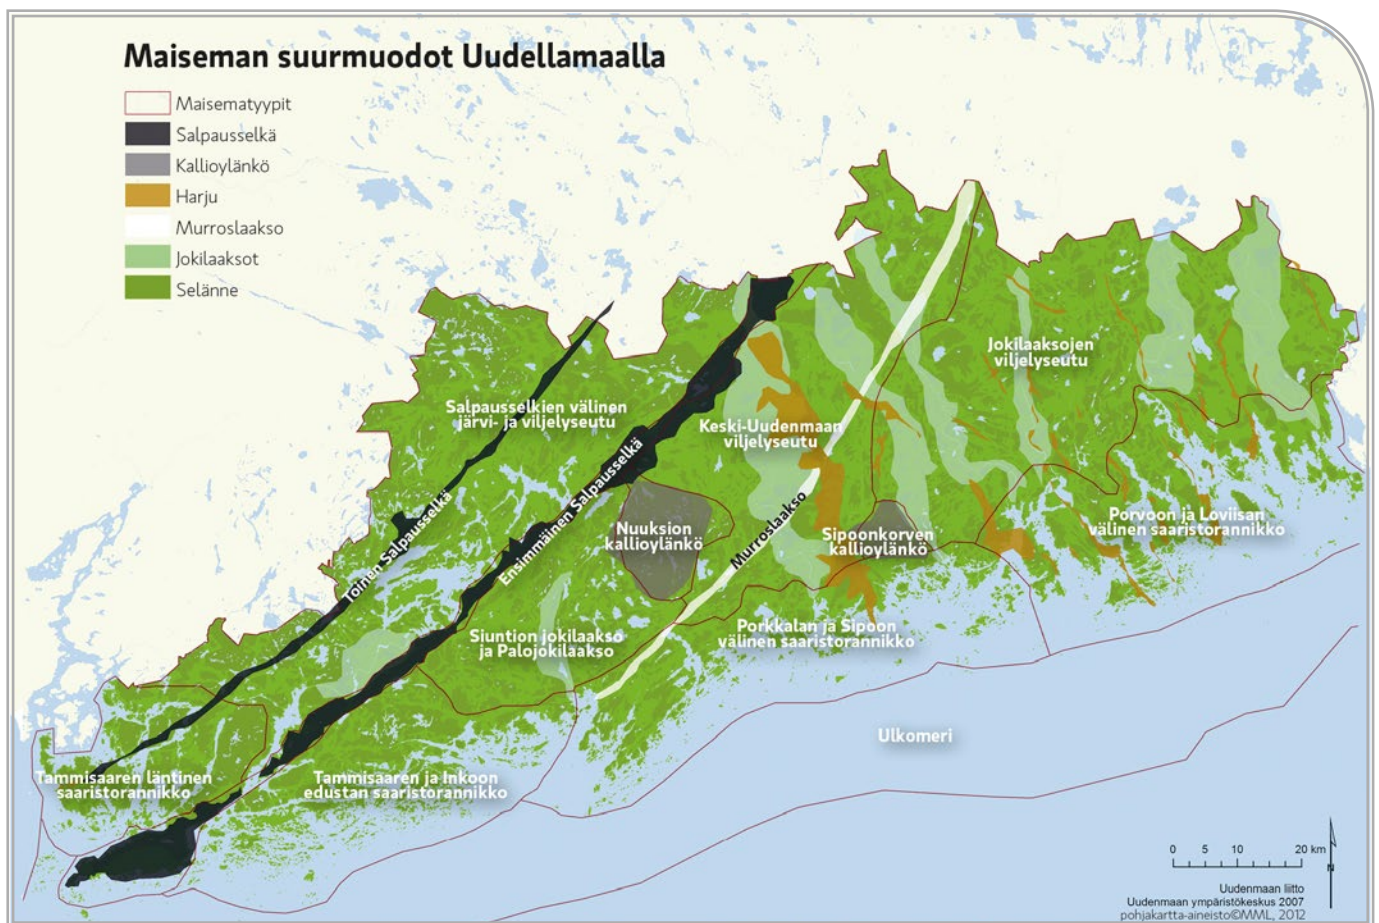 Maiseman suurmuodot Uudellamaalla
Maisematyypit
Salpausselkä
Kallioylänkö
Harju
Murroslaakso
Jokilaaksot
Selänne
Jokilaaksojen
viljelyseutu
Salpausselkien välinen
järvi- ja viljelyseutu
Keski-Uudenmaan
viljelyseutu
Toinen Salpausselkä
Ensimmäinen Salpausselkä
Murroslaakso
Nuuksion
kallioylänkö
Sipoonkorven
kallioylänkö
Porvoon ja Loviisan
välinen saaristorannikko
Siuntion jokilaakso
ja Palojokilaakso
Porkkalan ja Sipoon
välinen saaristorannikko
Ulkomeri
Tammisaaren läntinen
saaristorannikko
Tammisaaren ja Inkoon
edustan saaristorannikko
0 5 10 20 km
N
Uudenmaan liitto
Uudenmaan ympäristökeskus 2007
pohjakartta-aineisto©MML, 2012